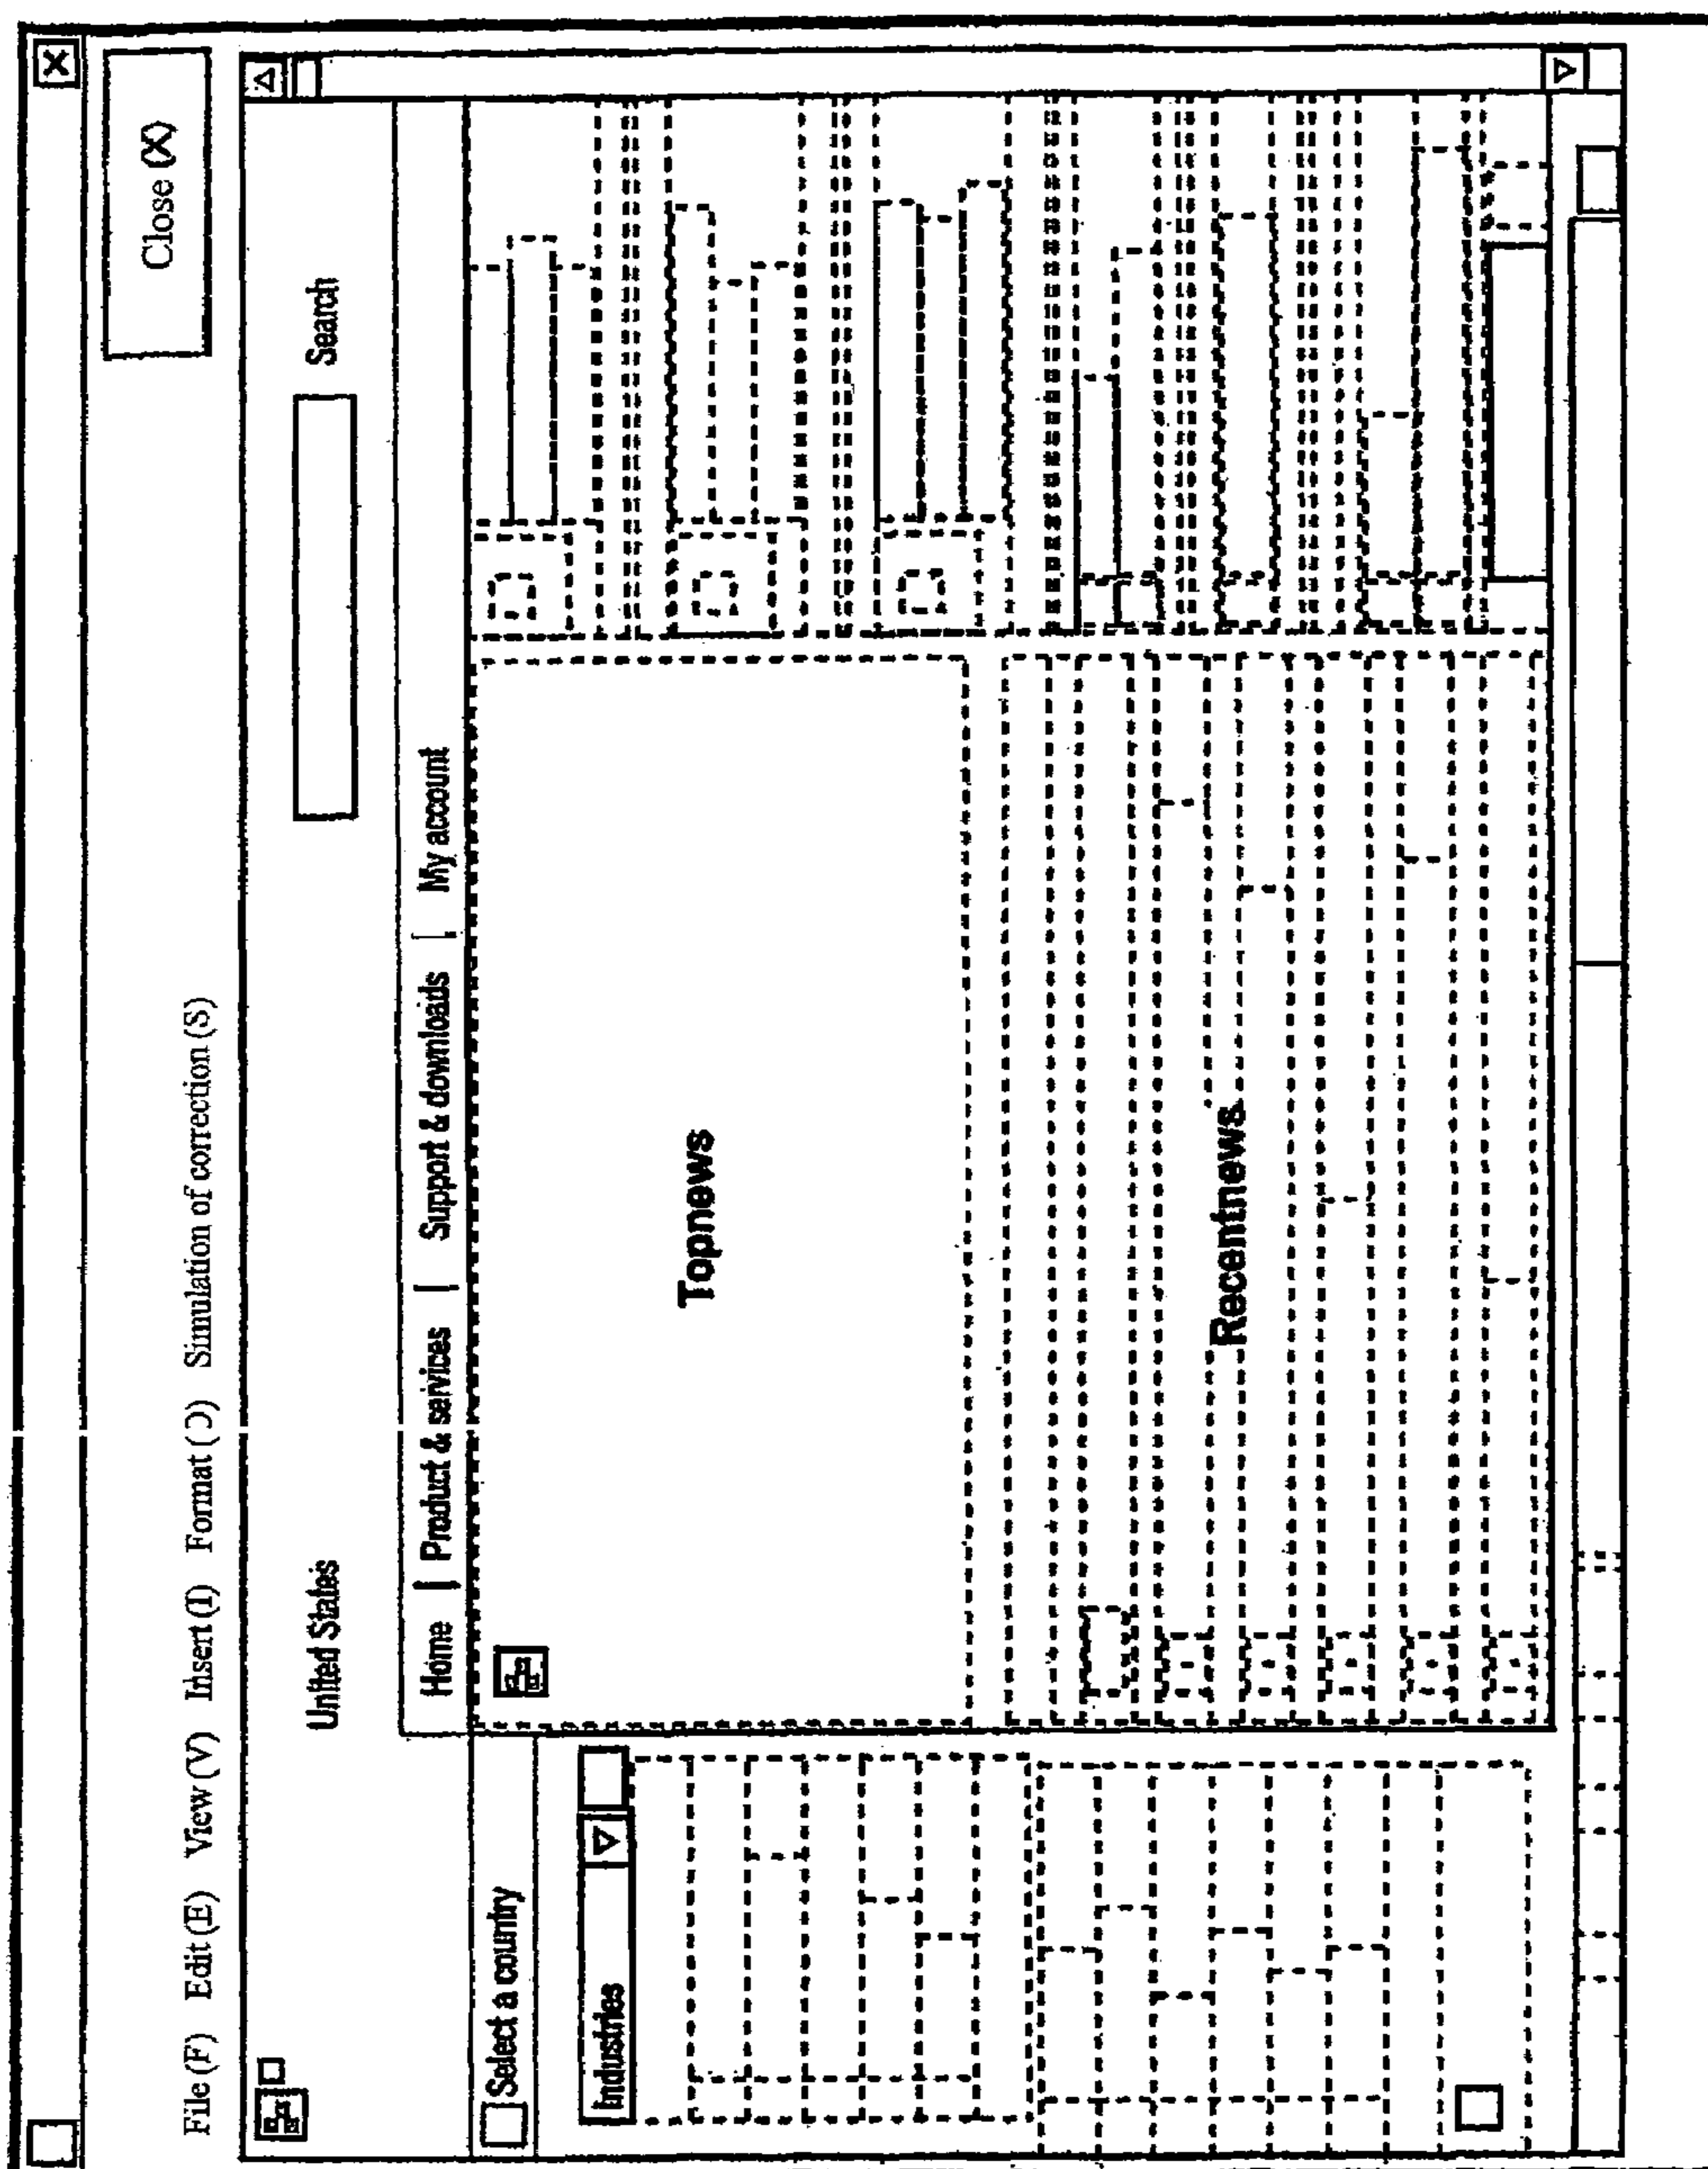 Close (X)
File (F) Edit (E) View (V) Insert (I) Format (O) Simulation of correction (S)
United States Search
Home | Product & services | Support & downloads | My account
Select a country
Industries
Topnews
Recentnews